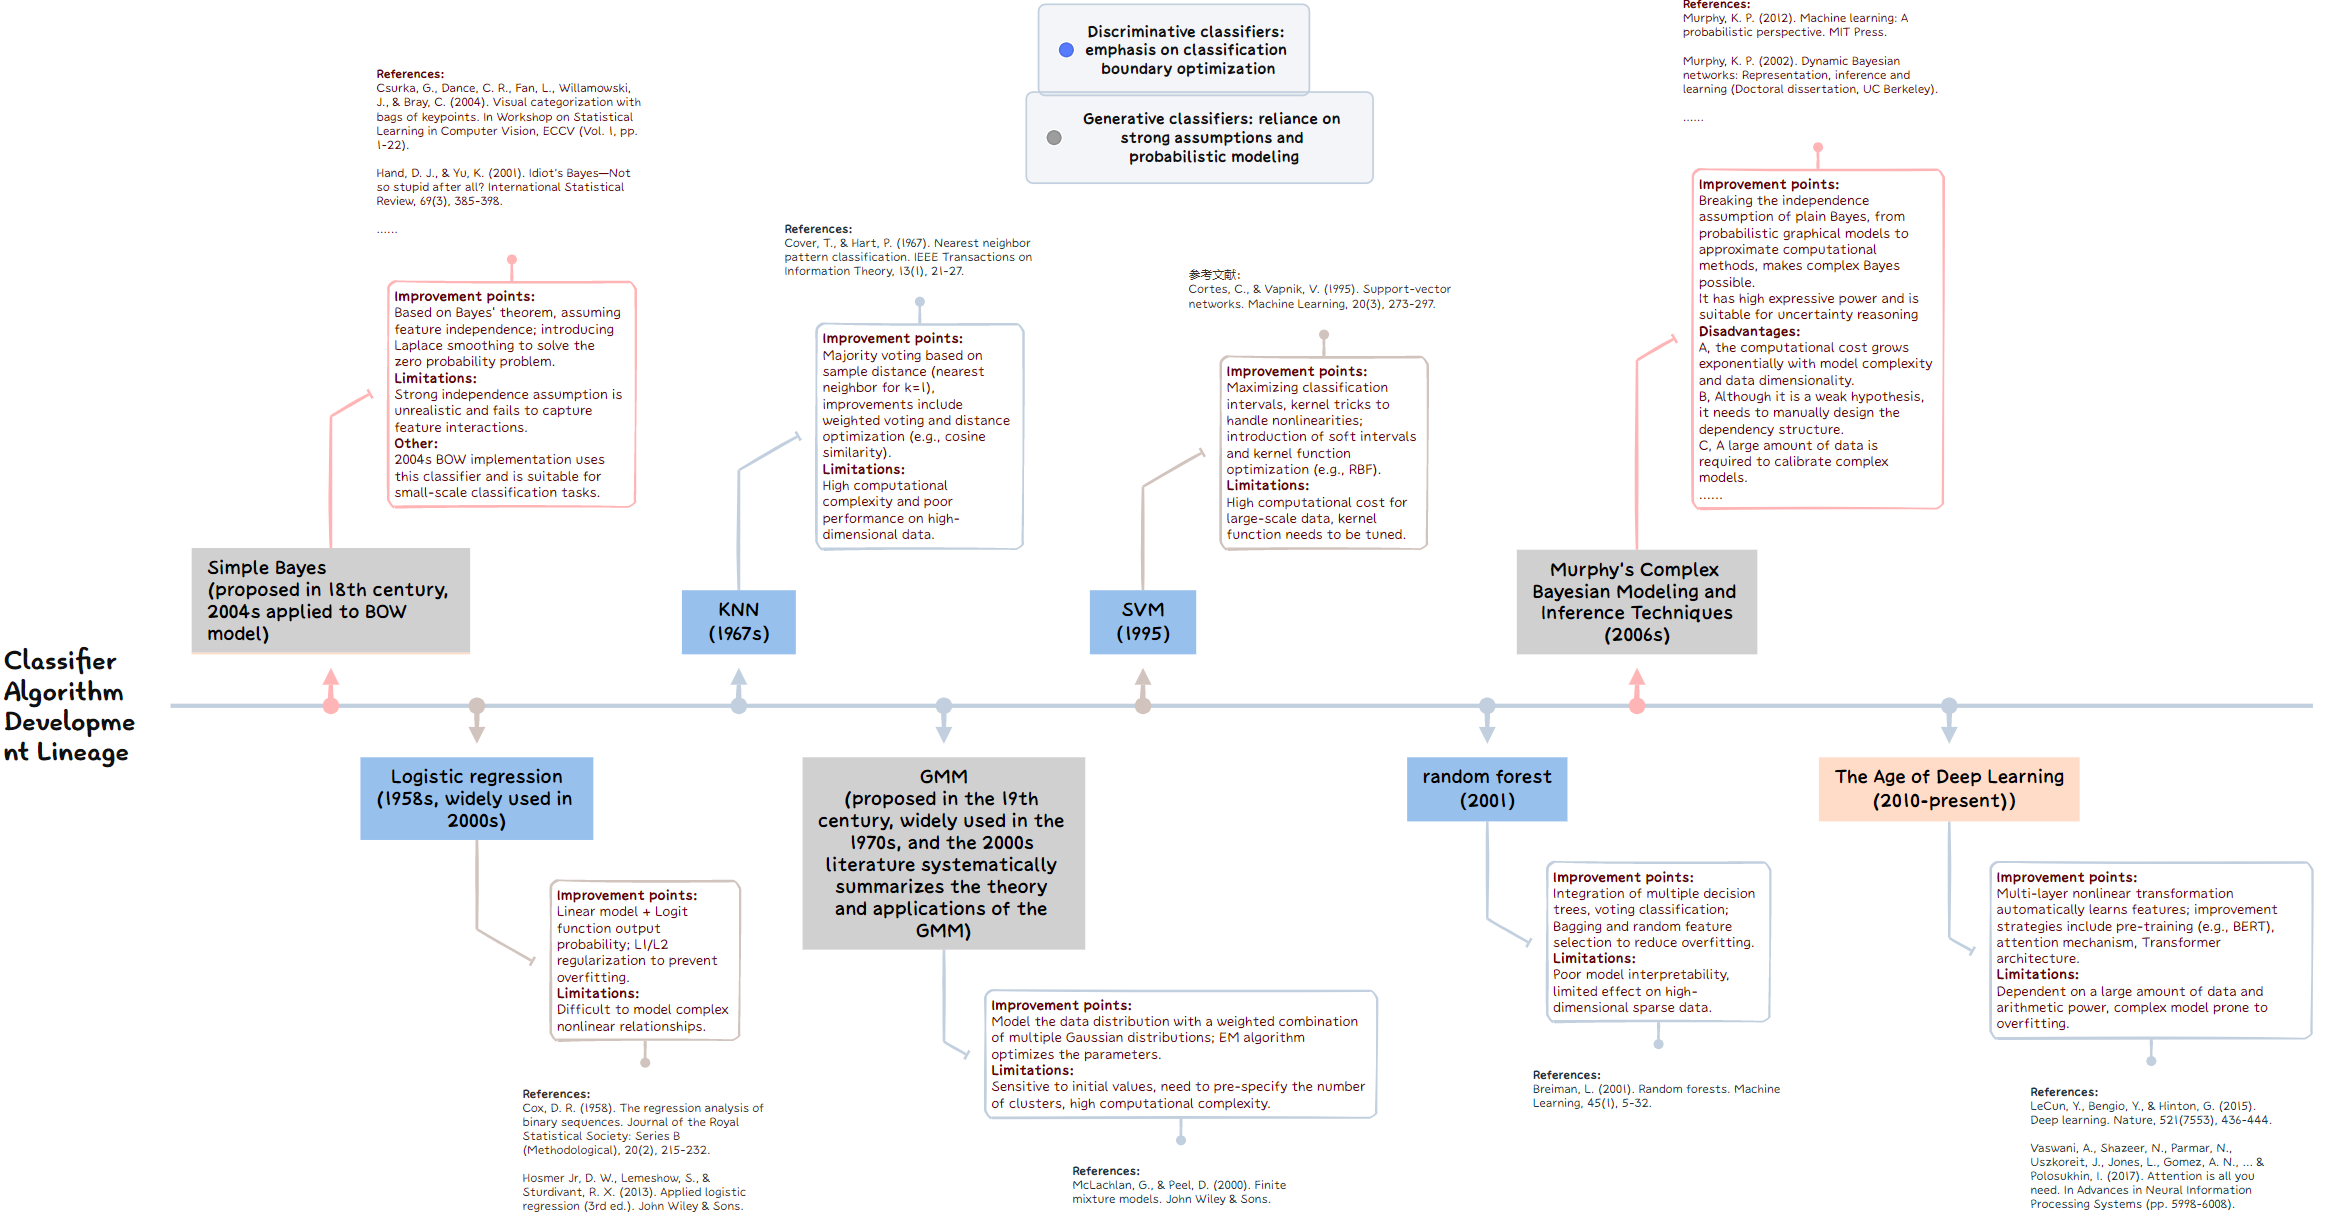 Classifier
Algorithm
Developme
nt Lineage
Discriminative classifiers:
emphasis on classification
boundary optimization
Generative classifiers: reliance on
strong assumptions and
probabilistic modeling
References:
Csurka, G., Dance, C. R., Fan, L., Willamowski,
J., & Bray, C. (2004). Visual categorization with
bags of keypoints. In Workshop on Statistical
Learning in Computer Vision, ECCV (Vol. 1, pp.
1-22).
Hand, D. J., & Yu, K. (2001). Idiot's Bayes—Not
so stupid after all? International Statistical
Review, 69(3), 385-398.
......
Improvement points:
Based on Bayes' theorem, assuming
feature independence; introducing
Laplace smoothing to solve the
zero probability problem.
Limitations:
Strong independence assumption is
unrealistic and fails to capture
feature interactions.
Other:
2004s BOW implementation uses
this classifier and is suitable for
small-scale classification tasks.
Simple Bayes
(proposed in 18th century,
2004s applied to BOW
model)
References:
Cover, T., & Hart, P. (1967). Nearest neighbor
pattern classification. IEEE Transactions on
Information Theory, 13(1), 21-27.
Improvement points:
Majority voting based on
sample distance (nearest
neighbor for k=1),
improvements include
weighted voting and distance
optimization (e.g., cosine
similarity).
Limitations:
High computational
complexity and poor
performance on high-
dimensional data.
KNN
(1967s)
参考文献:
Cortes, C., & Vapnik, V. (1995). Support-vector
networks. Machine Learning, 20(3), 273-297.
Improvement points:
Maximizing classification
intervals, kernel tricks to
handle nonlinearities;
introduction of soft intervals
and kernel function
optimization (e.g., RBF).
Limitations:
High computational cost for
large-scale data, kernel
function needs to be tuned.
SVM
(1995)
References:
Murphy, K. P. (2012). Machine learning: A
probabilistic perspective. MIT Press.
Murphy, K. P. (2002). Dynamic Bayesian
networks: Representation, inference and
learning (Doctoral dissertation, UC Berkeley).
......
Improvement points:
Breaking the independence
assumption of plain Bayes, from
probabilistic graphical models to
approximate computational
methods, makes complex Bayes
possible.
It has high expressive power and is
suitable for uncertainty reasoning
Disadvantages:
A, the computational cost grows
exponentially with model complexity
and data dimensionality.
B, Although it is a weak hypothesis,
it needs to manually design the
dependency structure.
C, A large amount of data is
required to calibrate complex
models.
......
Murphy's Complex
Bayesian Modeling and
Inference Techniques
(2006s)
Logistic regression
(1958s, widely used in
2000s)
Improvement points:
Linear model + Logit
function output
probability; L1/L2
regularization to prevent
overfitting.
Limitations:
Difficult to model complex
nonlinear relationships.
References:
Cox, D. R. (1958). The regression analysis of
binary sequences. Journal of the Royal
Statistical Society: Series B
(Methodological), 20(2), 215-232.
Hosmer Jr, D. W., Lemeshow, S., &
Sturdivant, R. X. (2013). Applied logistic
regression (3rd ed.). John Wiley & Sons.
GMM
(proposed in the 19th
century, widely used in the
1970s, and the 2000s
literature systematically
summarizes the theory
and applications of the
GMM)
Improvement points:
Model the data distribution with a weighted combination
of multiple Gaussian distributions; EM algorithm
optimizes the parameters.
Limitations:
Sensitive to initial values, need to pre-specify the number
of clusters, high computational complexity.
References:
McLachlan, G., & Peel, D. (2000). Finite
mixture models. John Wiley & Sons.
random forest
(2001)
Improvement points:
Integration of multiple decision
trees, voting classification;
Bagging and random feature
selection to reduce overfitting.
Limitations:
Poor model interpretability,
limited effect on high-
dimensional sparse data.
References:
Breiman, L. (2001). Random forests. Machine
Learning, 45(1), 5-32.
The Age of Deep Learning
(2010-present))
Improvement points:
Multi-layer nonlinear transformation
automatically learns features; improvement
strategies include pre-training (e.g., BERT),
attention mechanism, Transformer
architecture.
Limitations:
Dependent on a large amount of data and
arithmetic power, complex model prone to
overfitting.
References:
LeCun, Y., Bengio, Y., & Hinton, G. (2015).
Deep learning. Nature, 521(7553), 436-444.
Vaswani, A., Shazeer, N., Parmar, N.,
Uszkoreit, J., Jones, L., Gomez, A. N., ... &
Polosukhin, I. (2017). Attention is all you
need. In Advances in Neural Information
Processing Systems (pp. 5998-6008).